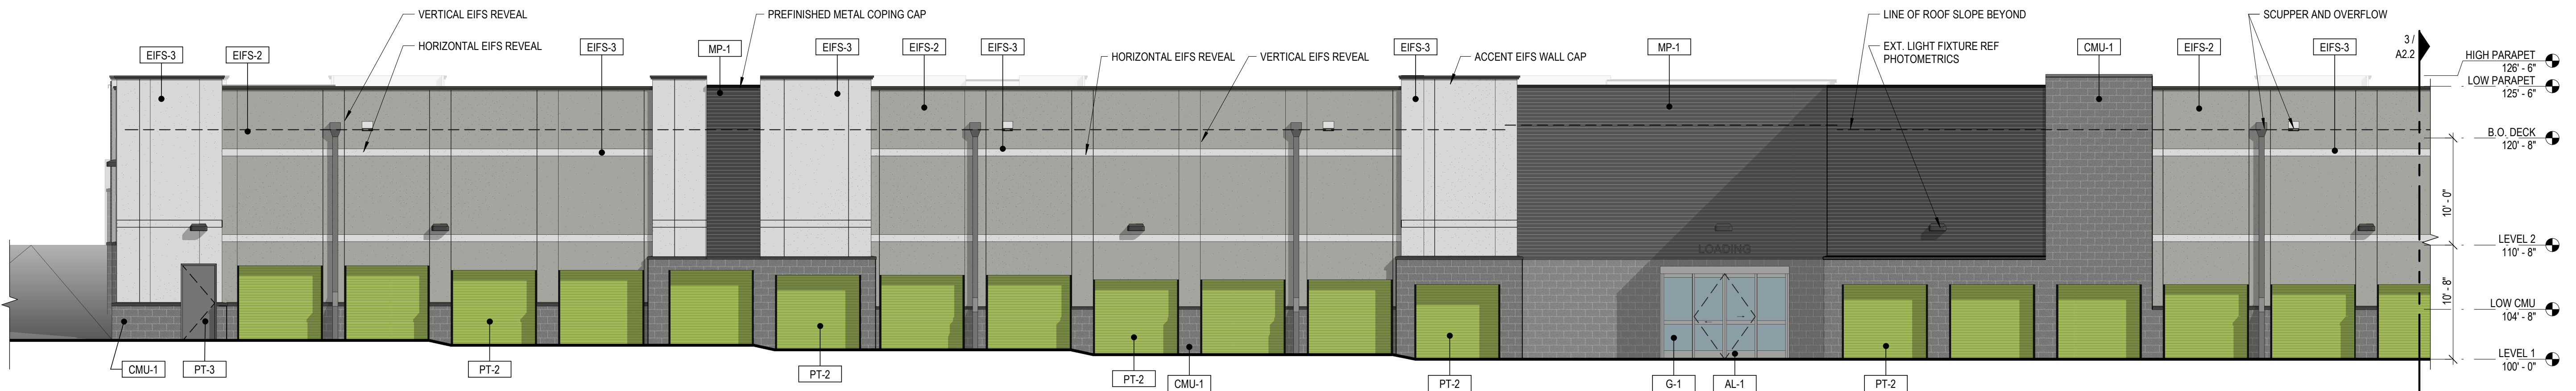 VERTICAL EIFS REVEAL
PREFINISHED METAL COPING CAP
LINE OF ROOF SLOPE BEYOND
SCUPPER AND OVERFLOW
EIFS-3
EIFS-2
HORIZONTAL EIFS REVEAL
EIFS-3
MP-1
EIFS-3
EIFS-2
EIFS-3
HORIZONTAL EIFS REVEAL
VERTICAL EIFS REVEAL
EIFS-3
ACCENT EIFS WALL CAP
MP-1
EXT. LIGHT FIXTURE REF
PHOTOMETRICS
CMU-1
EIFS-2
EIFS-3
3 /
A2.2
HIGH PARAPET
126' - 6"
LOW PARAPET
125' - 6"
B.O. DECK
120' - 8"
10' - 0"
LEVEL 2
110' - 8"
10' - 8"
LOW CMU
104' - 8"
LEVEL 1
100' - 0"
LOADING
CMU-1
PT-3
PT-2
PT-2
PT-2
CMU-1
PT-2
G-1
AL-1
PT-2